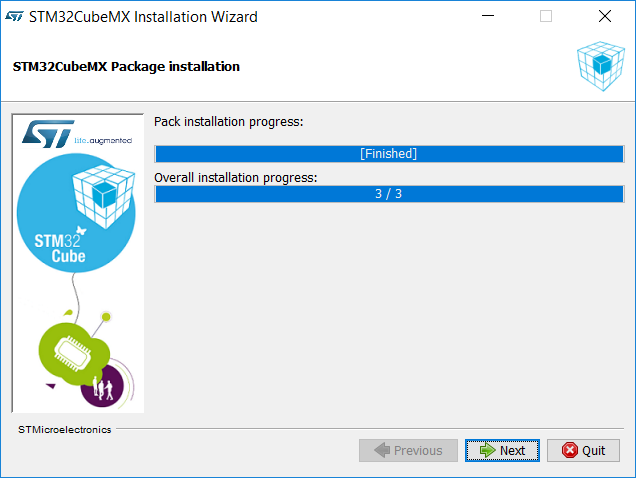 STM32CubeMX Installation Wizard
STM32CubeMX Package installation
ST
life.augmented
STM32
Cube
Pack installation progress:
[Finished]
Overall installation progress:
3 / 3
STMicroelectronics
Previous
Next
Quit